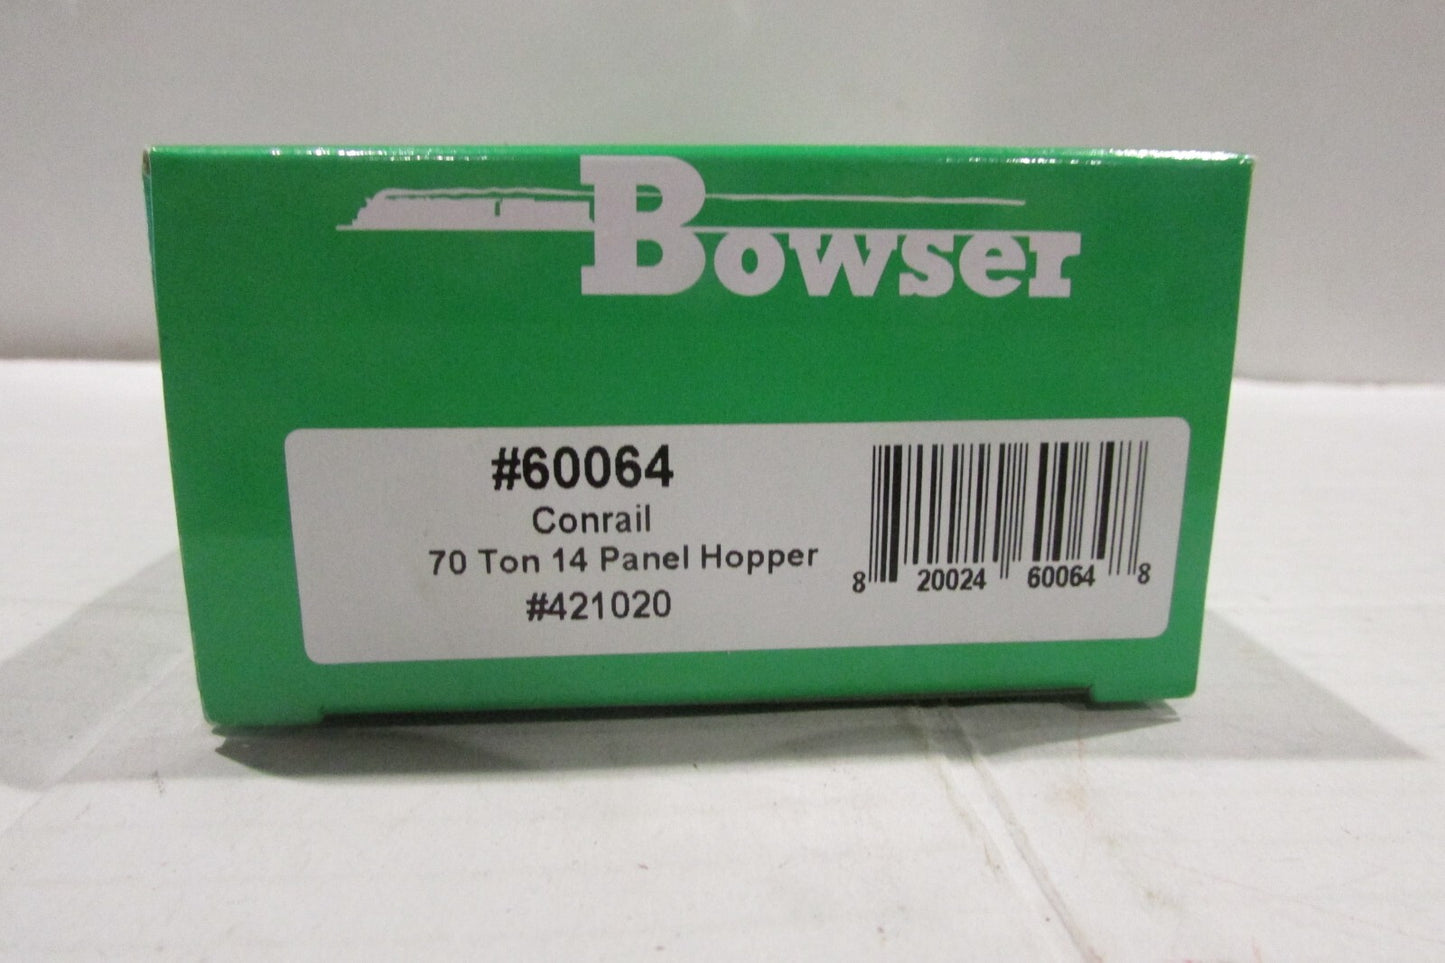 Bowser
#60064
Conrail
70 Ton 14 Panel Hopper
#421020
8 20024 60064 8